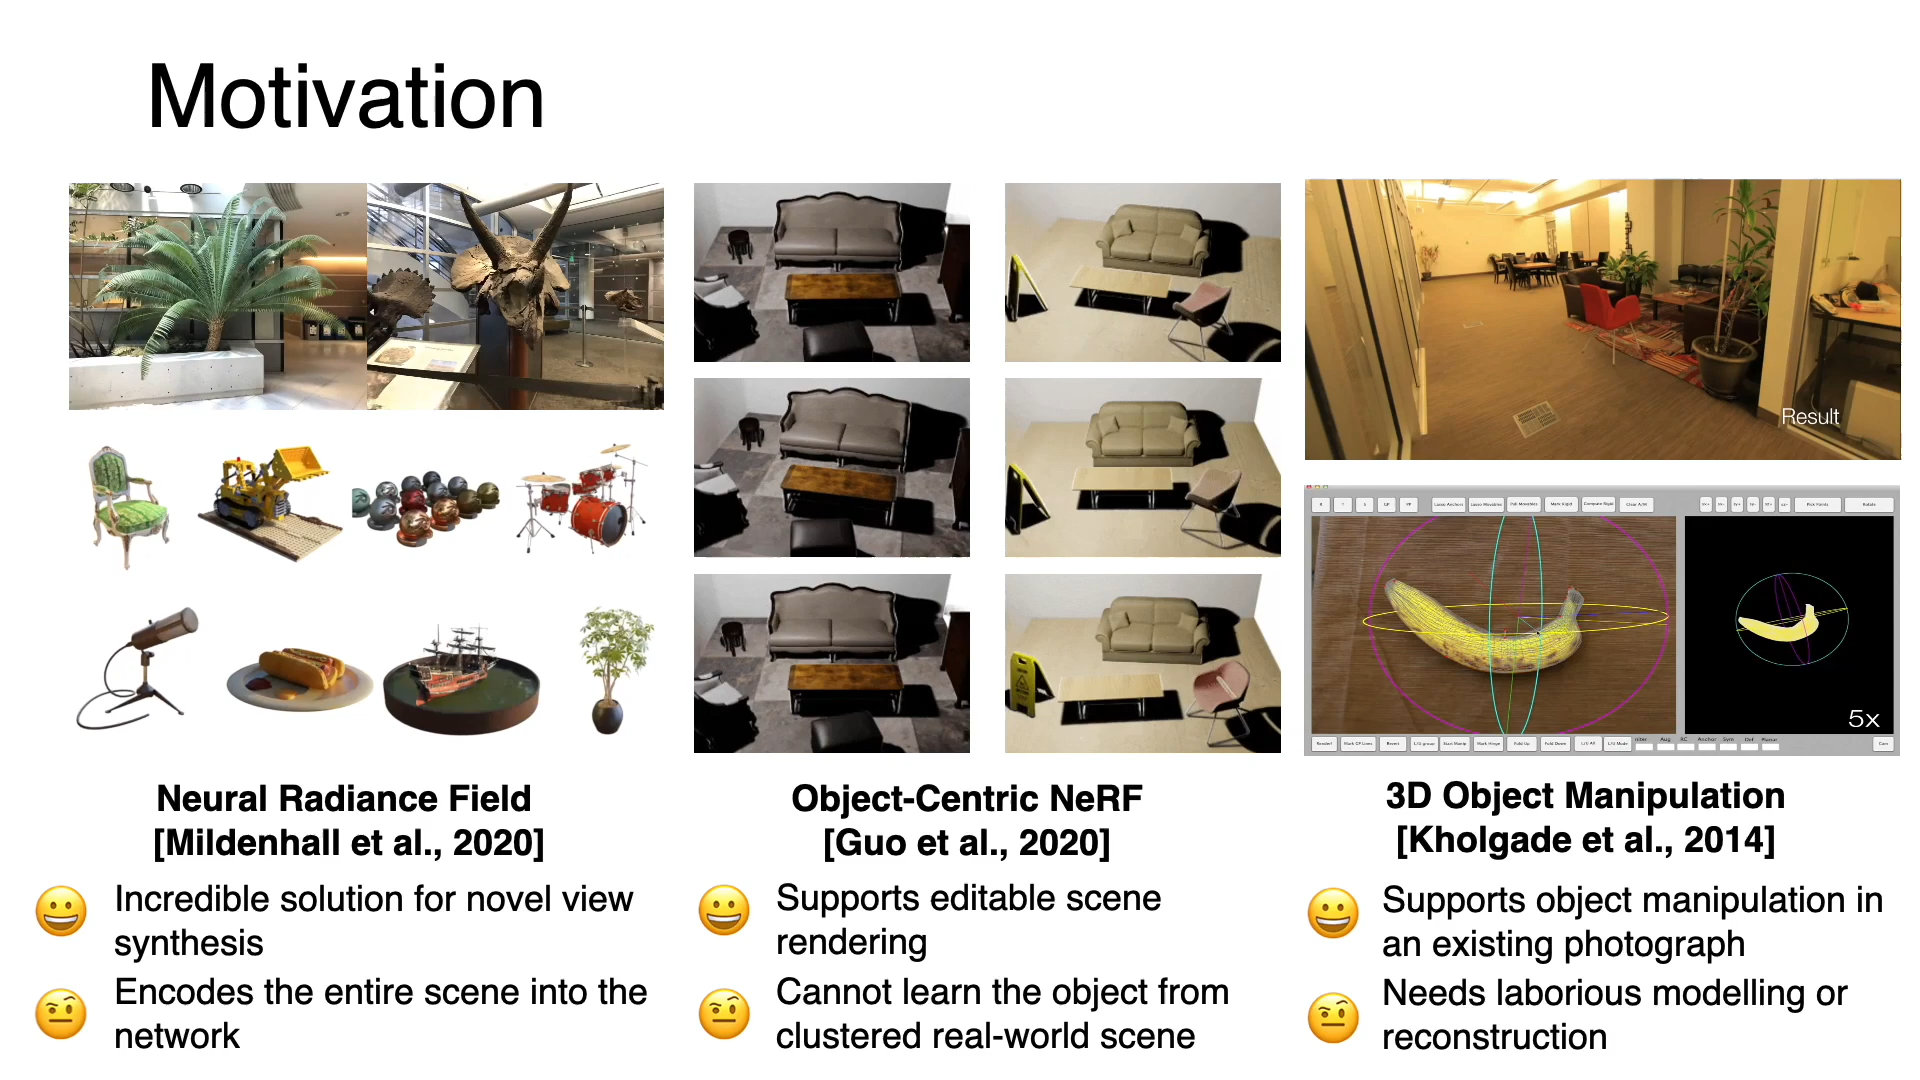 Motivation
Result
5x
Neural Radiance Field
[Mildenhall et al., 2020]
Incredible solution for novel view
synthesis
Encodes the entire scene into the
network
Object-Centric NeRF
[Guo et al., 2020]
Supports editable scene
rendering
Cannot learn the object from
clustered real-world scene
3D Object Manipulation
[Kholgade et al., 2014]
Supports object manipulation in
an existing photograph
Needs laborious modelling or
reconstruction